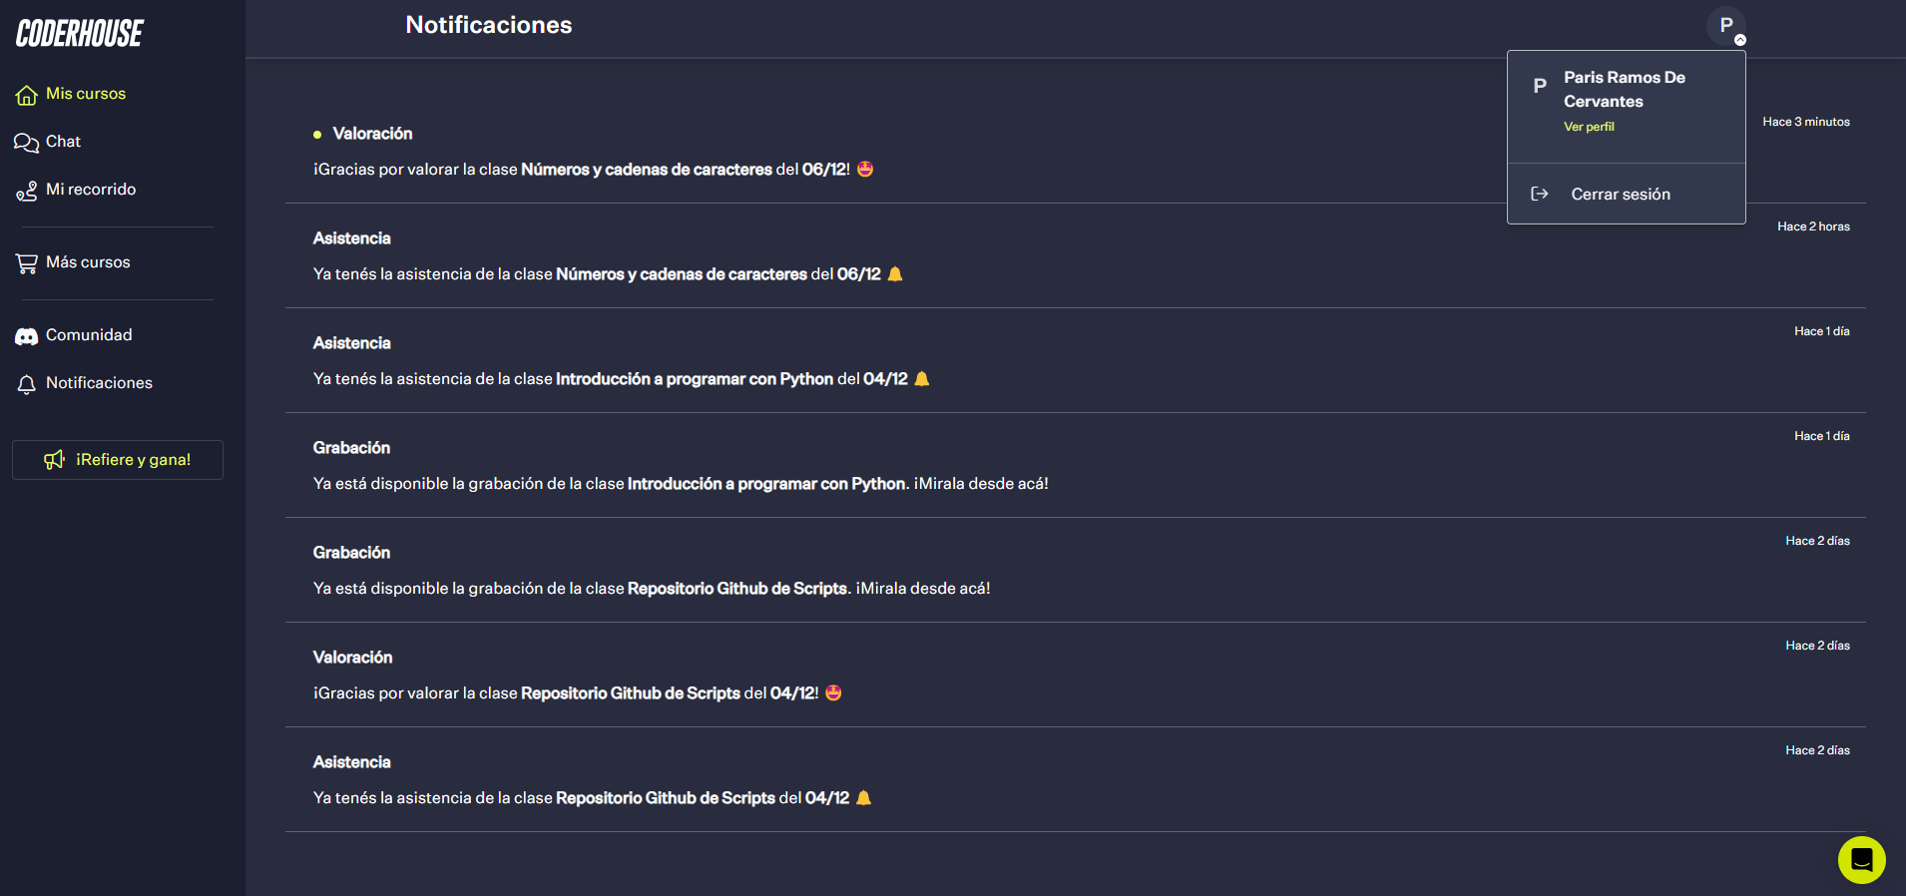 CODERHOUSE
Mis cursos
Chat
Mi recorrido
Más cursos
Comunidad
Notificaciones
¡Refiere y gana!
Notificaciones
P
P
Paris Ramos De
Cervantes
Ver perfil
Cerrar sesión
Valoración
Hace 3 minutos
¡Gracias por valorar la clase Números y cadenas de caracteres del 06/12! 🤩
Asistencia
Hace 2 horas
Ya tenés la asistencia de la clase Números y cadenas de caracteres del 06/12 🔔
Asistencia
Hace 1 día
Ya tenés la asistencia de la clase Introducción a programar con Python del 04/12 🔔
Grabación
Hace 1 día
Ya está disponible la grabación de la clase Introducción a programar con Python. ¡Mirala desde acá!
Grabación
Hace 2 días
Ya está disponible la grabación de la clase Repositorio Github de Scripts. ¡Mirala desde acá!
Valoración
Hace 2 días
¡Gracias por valorar la clase Repositorio Github de Scripts del 04/12! 🤩
Asistencia
Hace 2 días
Ya tenés la asistencia de la clase Repositorio Github de Scripts del 04/12 🔔